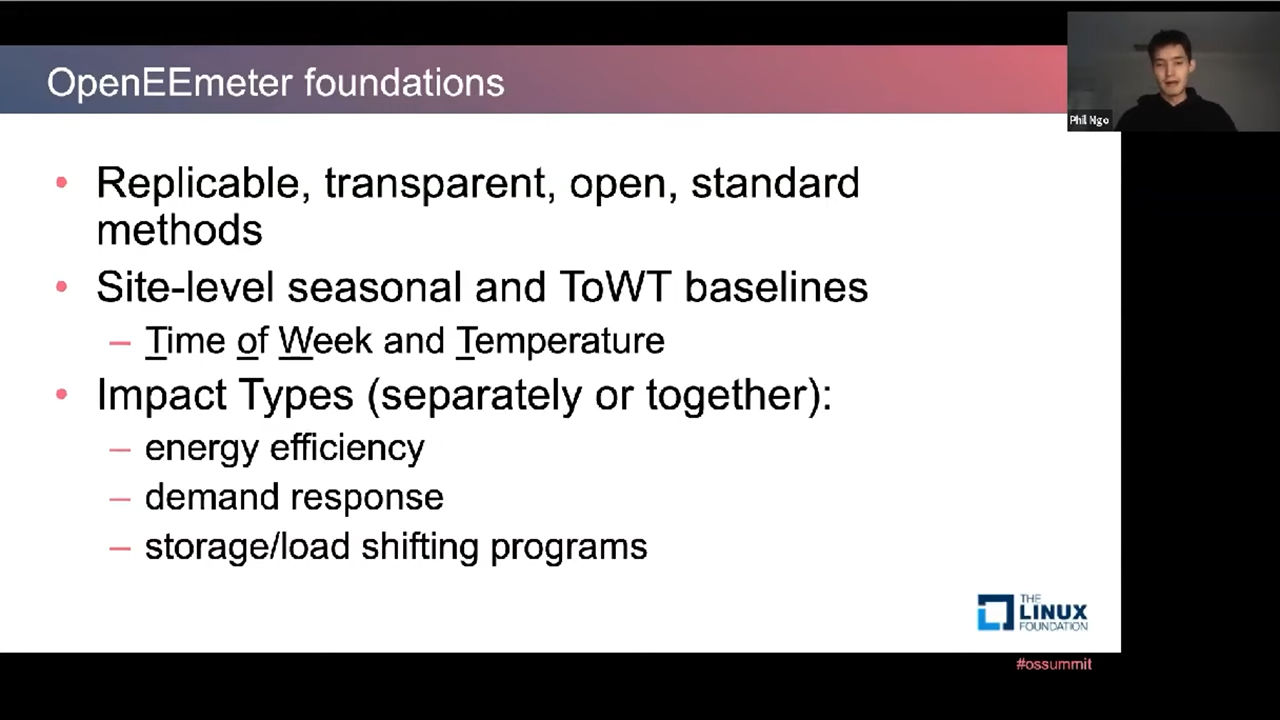 OpenEEmeter foundations
Phil Ngo
• Replicable, transparent, open, standard
methods
• Site-level seasonal and ToWT baselines
– Time of Week and Temperature
• Impact Types (separately or together):
– energy efficiency
– demand response
– storage/load shifting programs
THE
LINUX
FOUNDATION
#ossummit